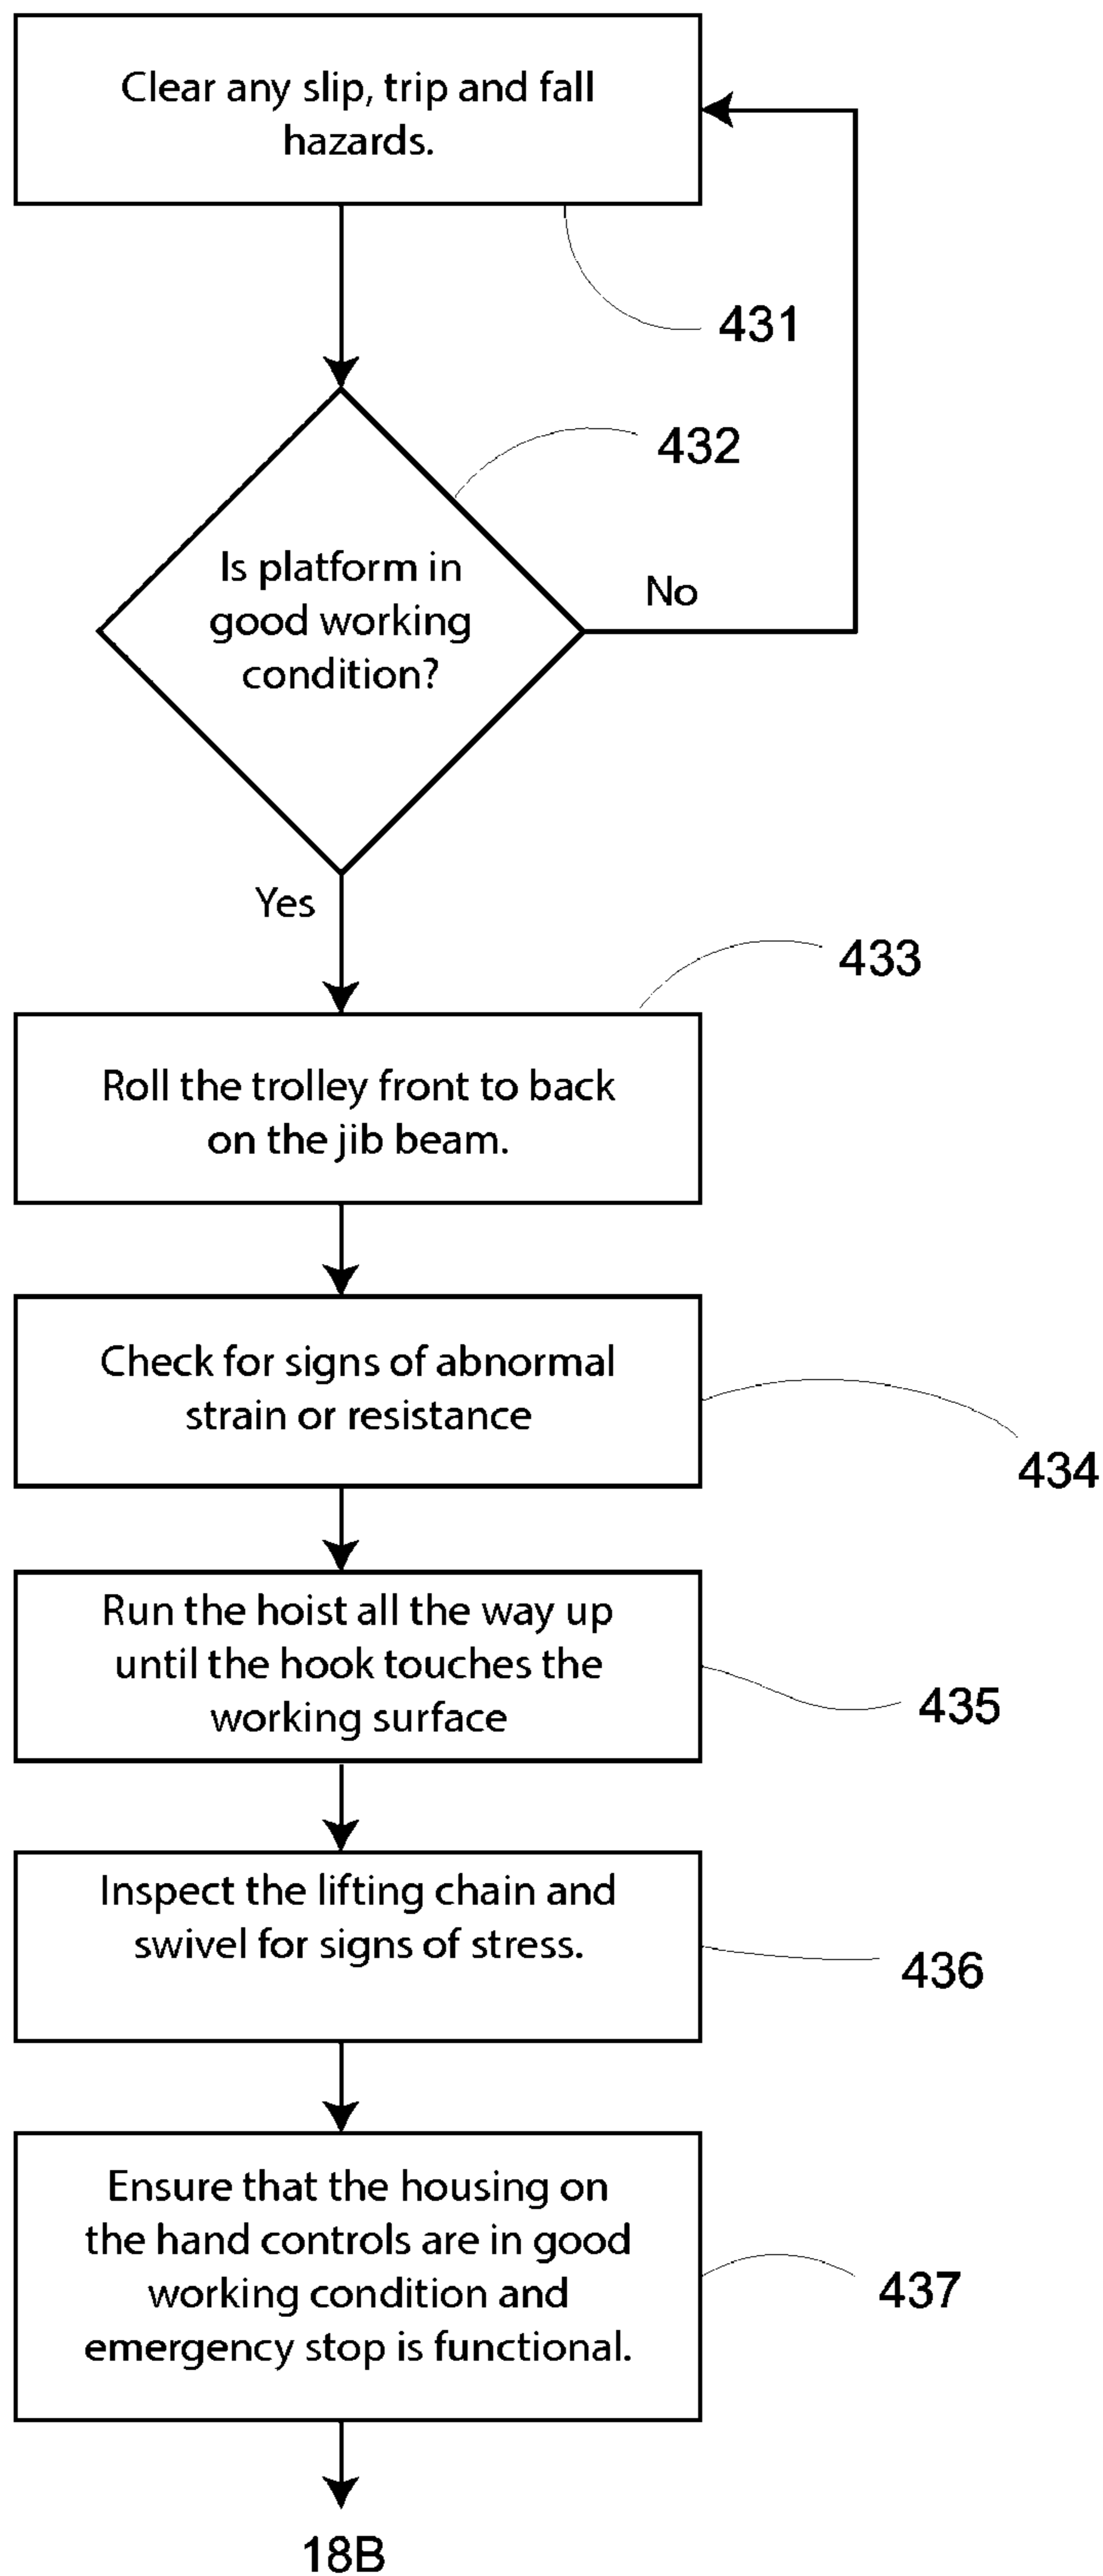 Clear any slip, trip and fall
hazards.
431
432
Is platform in
good working
condition?
No
Yes
433
Roll the trolley front to back
on the jib beam.
Check for signs of abnormal
strain or resistance
434
Run the hoist all the way up
until the hook touches the
working surface
435
Inspect the lifting chain and
swivel for signs of stress.
436
Ensure that the housing on
the hand controls are in good
working condition and
emergency stop is functional.
437
18B